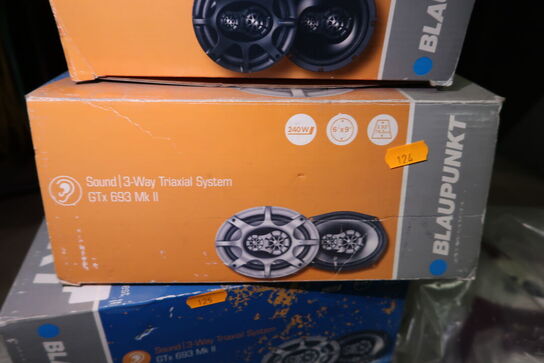 BLAU
240W
6"x9"
124
Sound | 3-Way Triaxial System
GTx 693 Mk II
BLAUPUNKT
125
Sound | 3-Way Triaxial System
GTx 693 Mk II